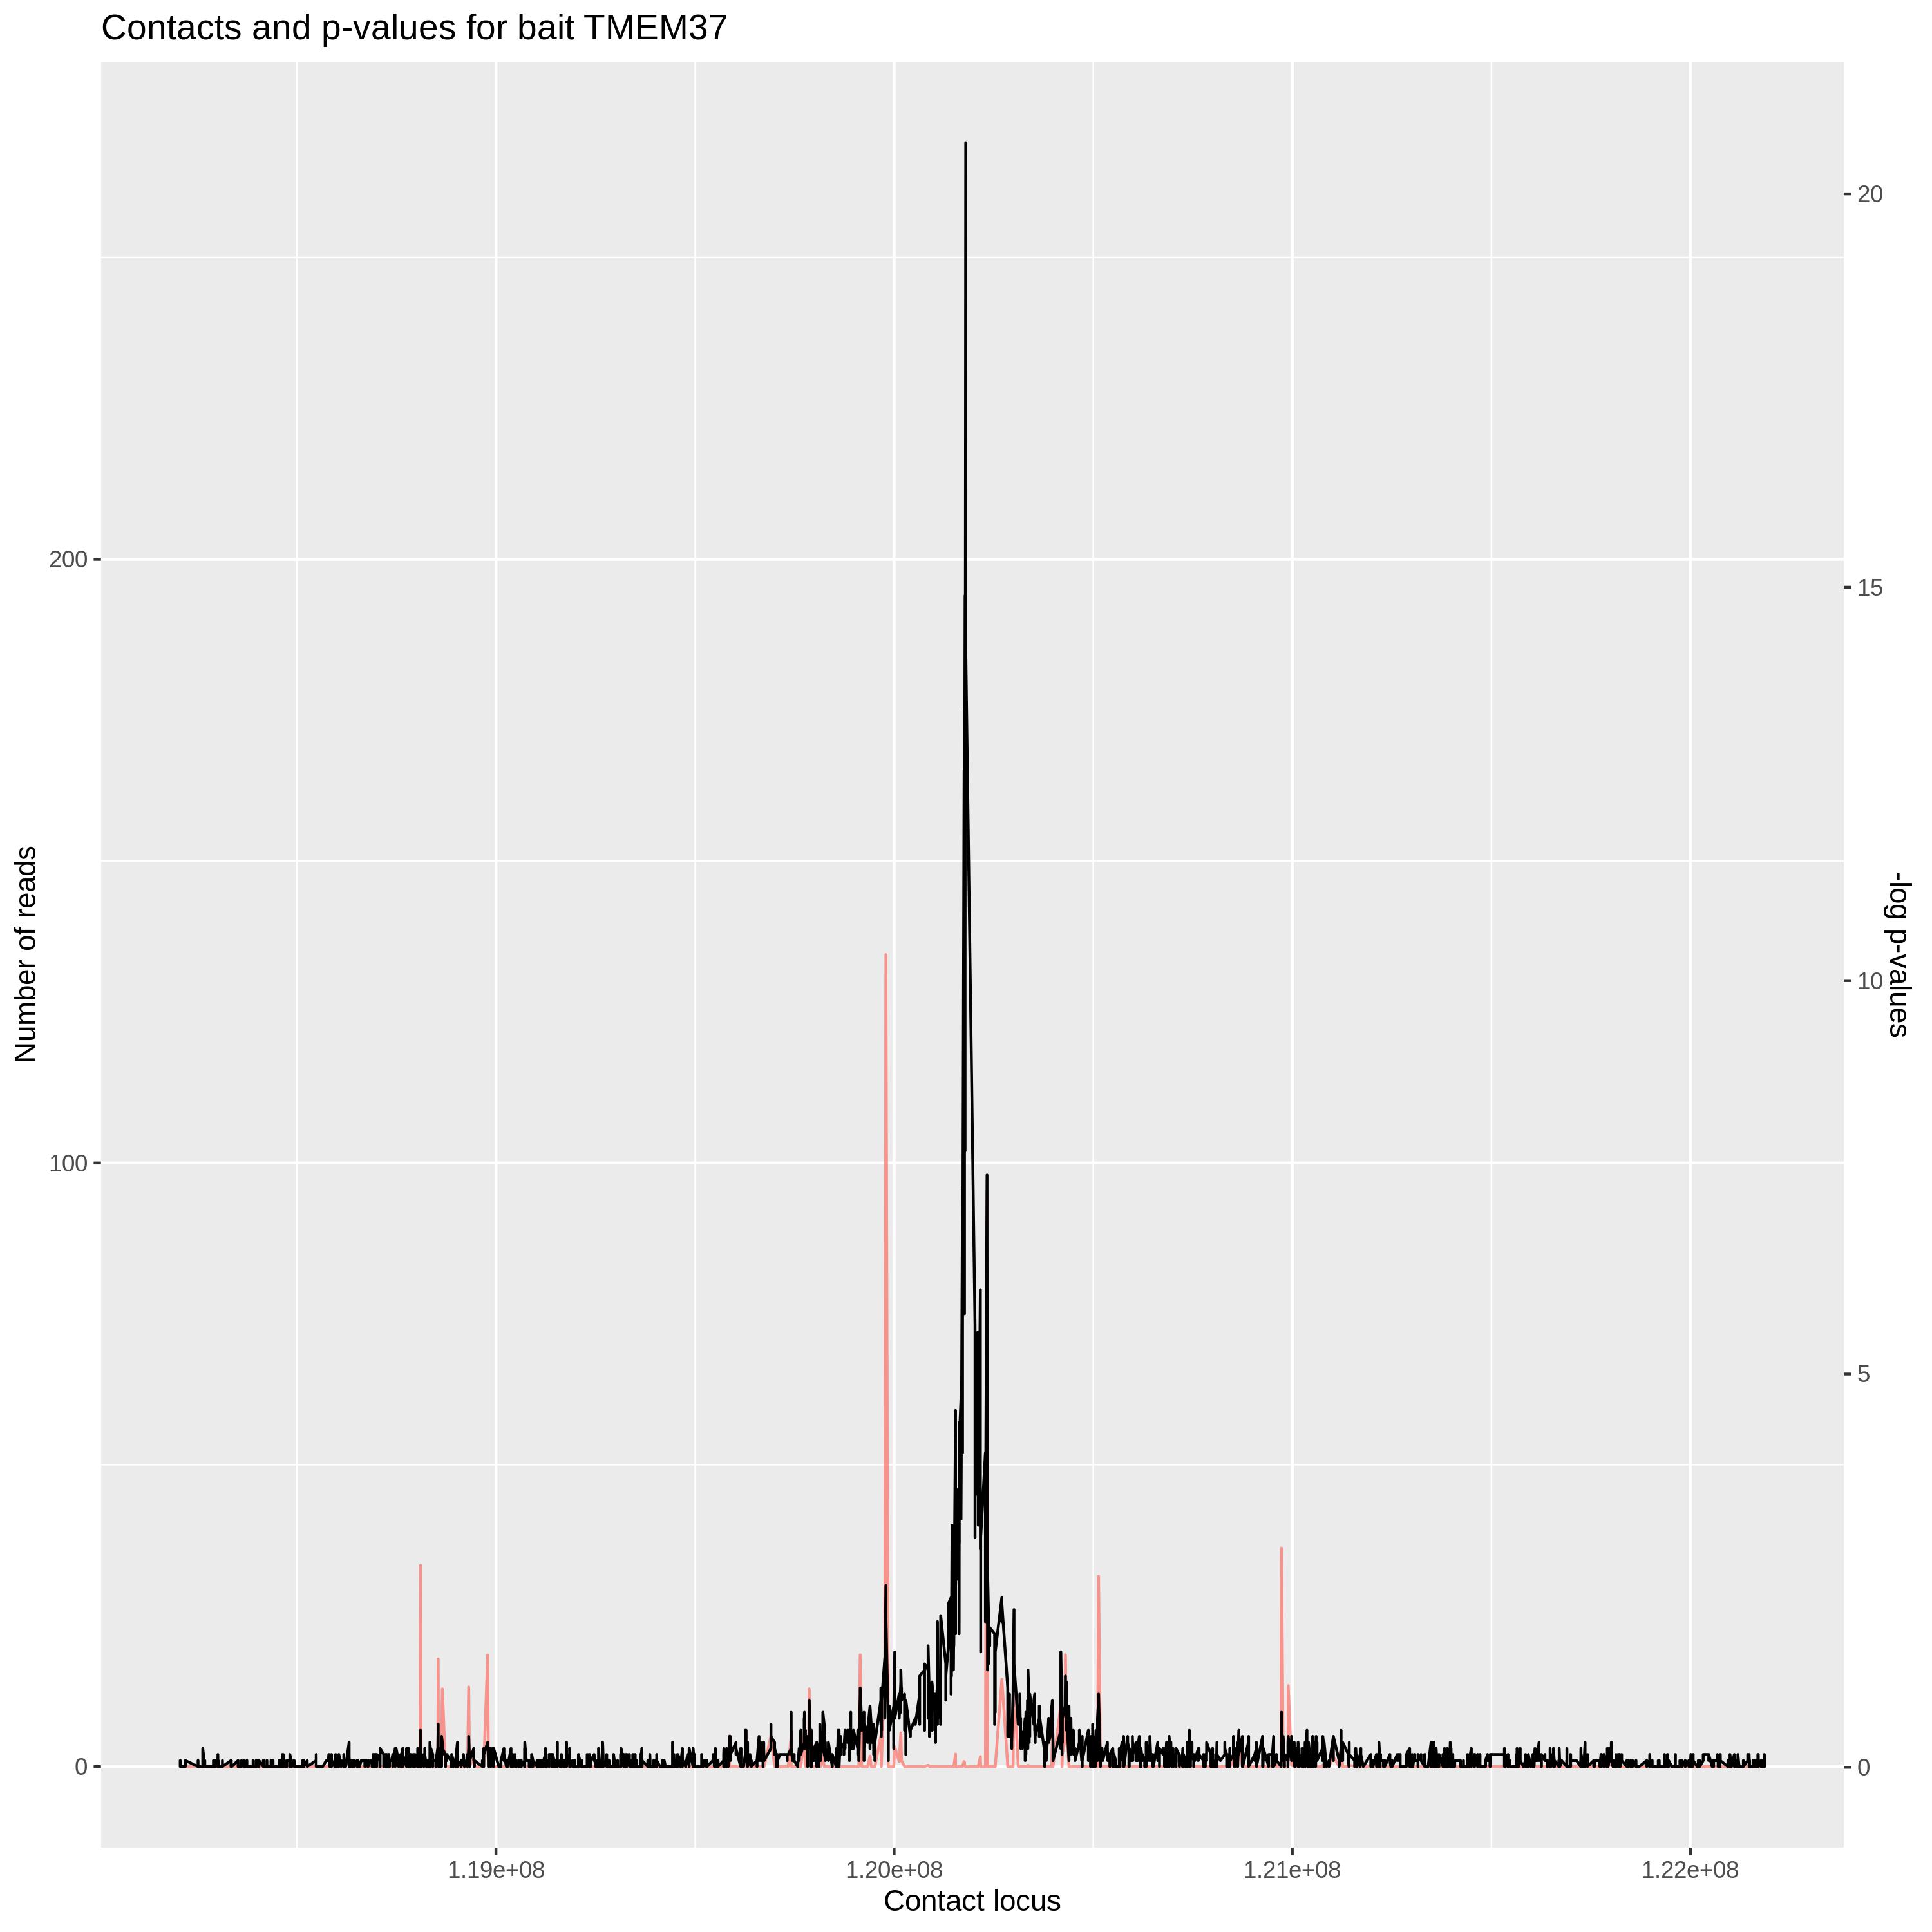 Contacts and p-values for bait TMEM37
Number of reads
200
100
0
20
15
10
5
0
-log p-values
1.19e+08
1.20e+08
1.21e+08
1.22e+08
Contact locus